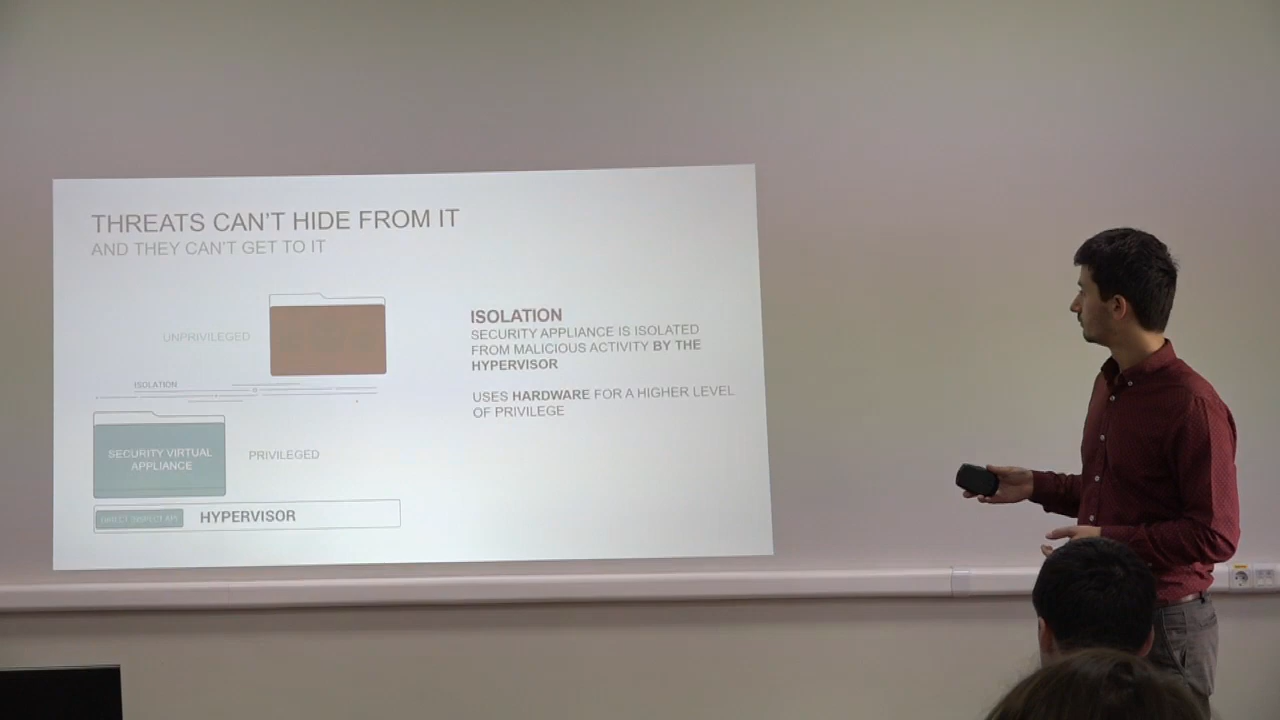 THREATS CAN'T HIDE FROM IT
AND THEY CAN'T GET TO IT
UNPRIVILEGED
ISOLATION
SECURITY VIRTUAL
APPLIANCE
PRIVILEGED
HYPERVISOR
ISOLATION
SECURITY APPLIANCE IS ISOLATED
FROM MALICIOUS ACTIVITY BY THE
HYPERVISOR
USES HARDWARE FOR A HIGHER LEVEL
OF PRIVILEGE